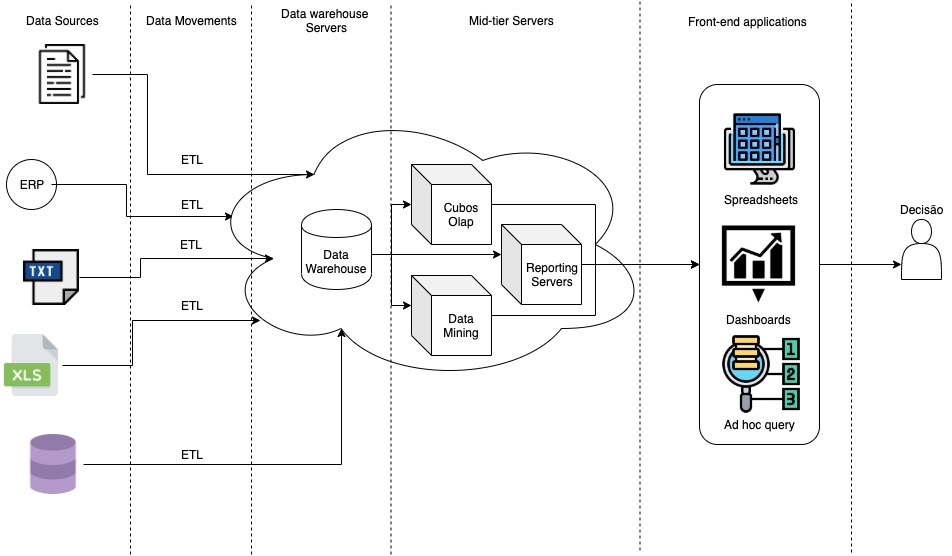 Data Sources
Data Movements
Data warehouse
Servers
Mid-tier Servers
Front-end applications
ETL
ERP
ETL
TXT
ETL
XLS
ETL
ETL
Data
Warehouse
Cubos
Olap
Reporting
Servers
Data
Mining
Spreadsheets
Dashboards
1
2
3
Ad hoc query
Decisão